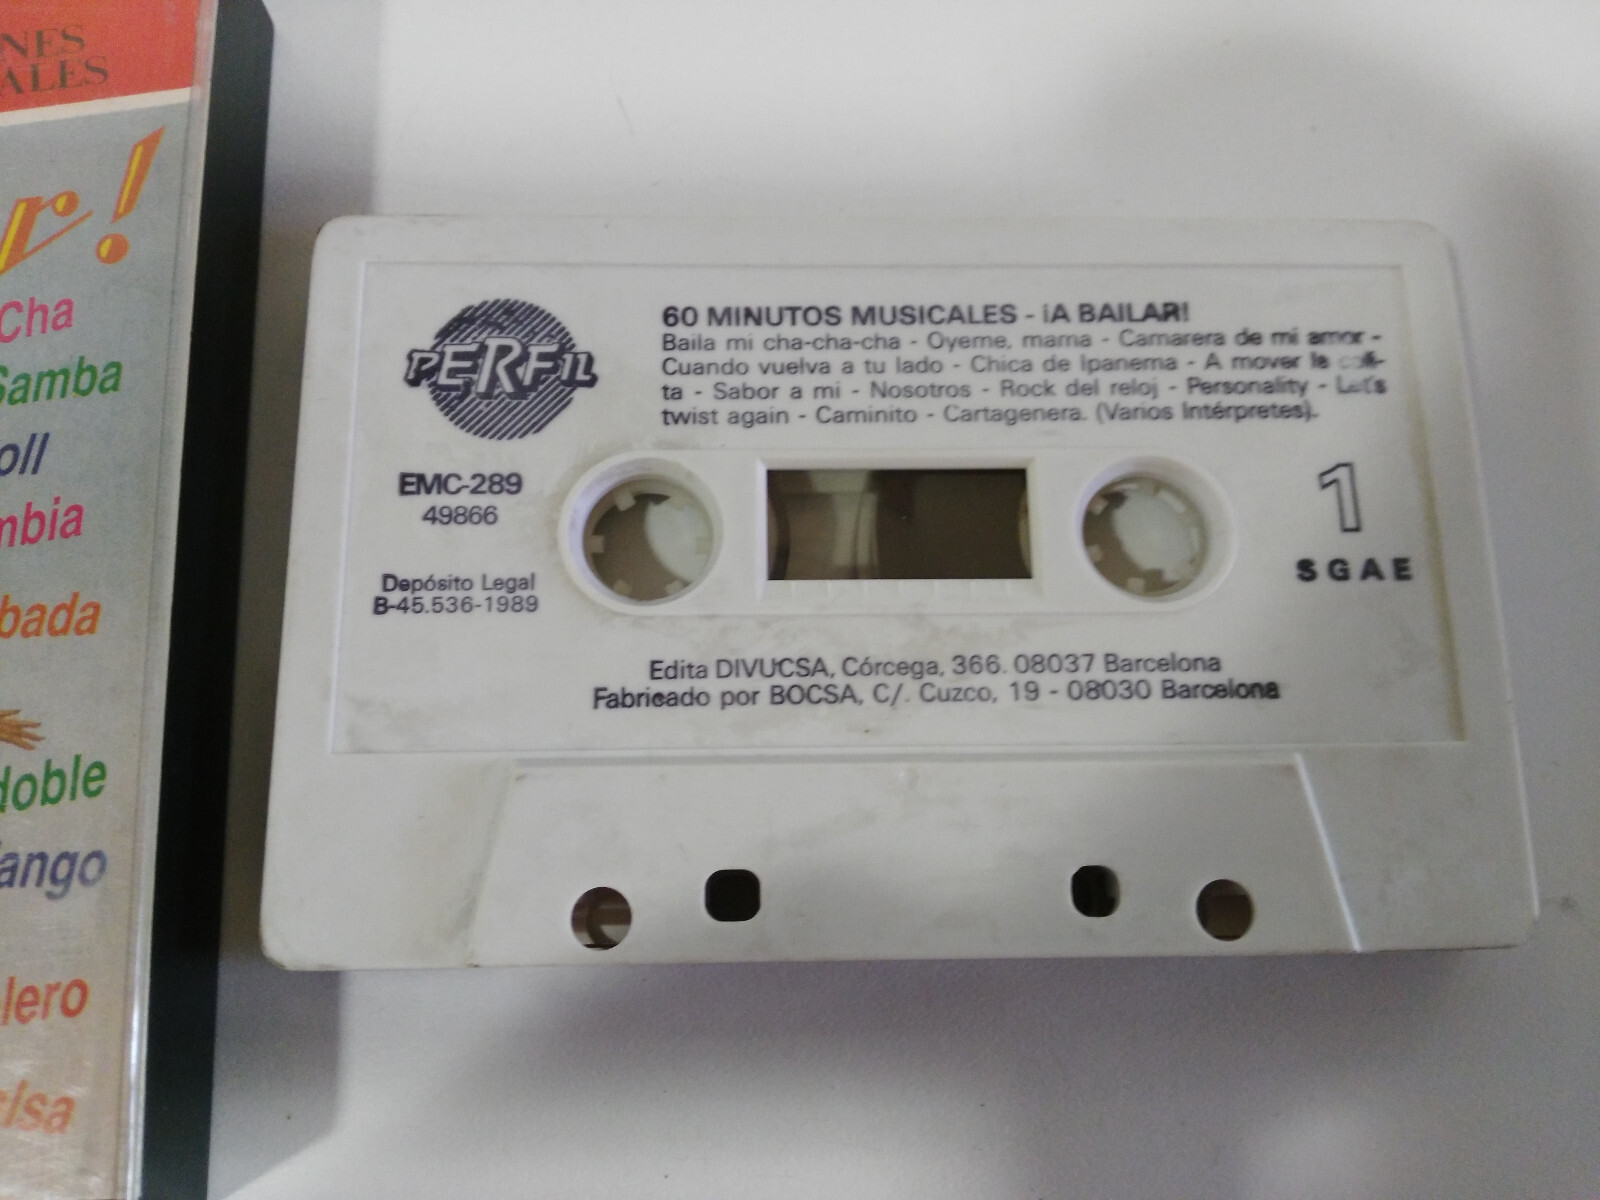 NES
ALES
r!
Cha
Samba
oll
mbia
bada
doble
ango
lero
lsa
PERFIL
60 MINUTOS MUSICALES - ¡A BAILAR!
Baila mi cha-cha-cha - Oyeme, mama - Camarera de mi amor -
Cuando vuelva a tu lado - Chica de Ipanema - A mover la coli-
ta - Sabor a mi - Nosotros - Rock del reloj - Personality - Let's
twist again - Caminito - Cartagenera. (Varios Intérpretes).
EMC-289
49866
Depósito Legal
B-45.536-1989
1
SGAE
Edita DIVUCSA, Córcega, 366. 08037 Barcelona
Fabricado por BOCSA, C/. Cuzco, 19 - 08030 Barcelona